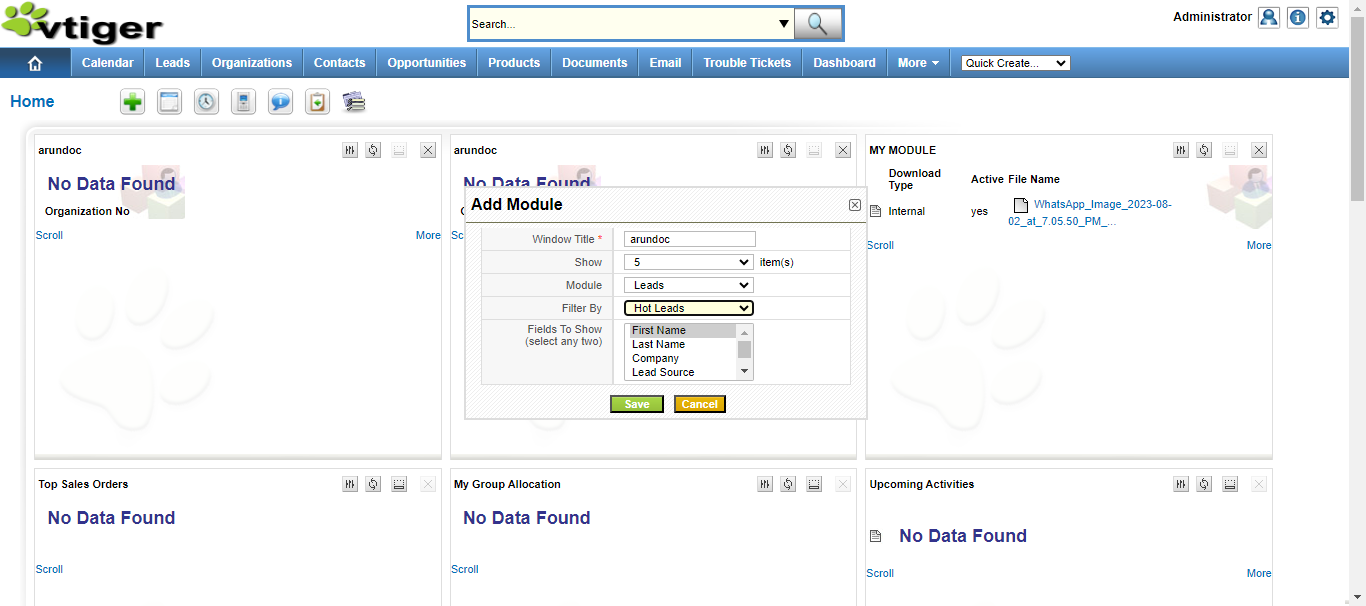 vtiger
Search...
Administrator
Calendar Leads Organizations Contacts Opportunities Products Documents Email Trouble Tickets Dashboard More Quick Create...
Home
arundoc
No Data Found
Organization No
Scroll More
arundoc
No Data Found
Sc
MY MODULE
Download Type Active File Name
Internal yes WhatsApp_Image_2023-08-
02_at_7.05.50_PM_...
Scroll More
Add Module
Window Title * arundoc
Show 5 item(s)
Module Leads
Filter By Hot Leads
Fields To Show First Name
(select any two) Last Name
Company
Lead Source
Save Cancel
Top Sales Orders
No Data Found
Scroll
My Group Allocation
No Data Found
Scroll
Upcoming Activities
No Data Found
Scroll More